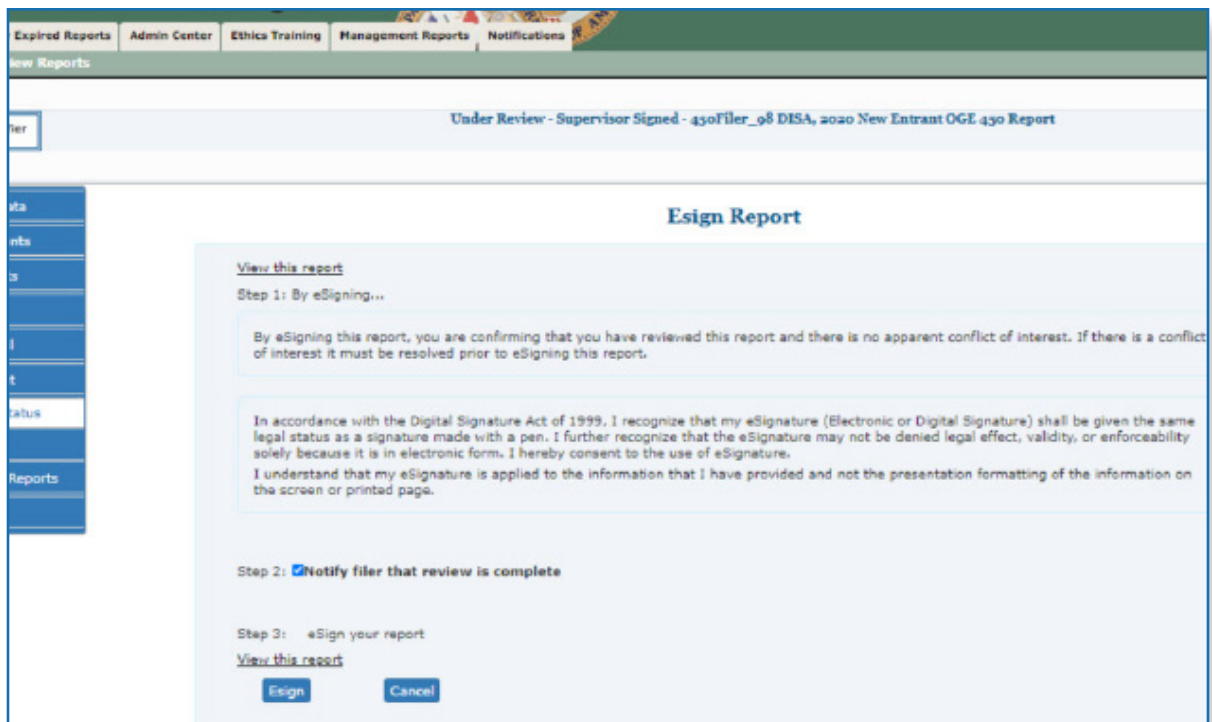 Expired Reports Admin Center Ethics Training Management Reports Notifications
Reports
Under Review - Supervisor Signed - 430Filer_98 DISA, 2020 New Entrant OGE 430 Report
Esign Report
View this report
Step 1: By eSigning...
By eSigning this report, you are confirming that you have reviewed this report and there is no apparent conflict of interest. If there is a conflict
of interest it must be resolved prior to eSigning this report.
In accordance with the Digital Signature Act of 1999, I recognize that my eSignature (Electronic or Digital Signature) shall be given the same
legal status as a signature made with a pen. I further recognize that the eSignature may not be denied legal effect, validity, or enforceability
solely because it is in electronic form. I hereby consent to the use of eSignature.
I understand that my eSignature is applied to the information that I have provided and not the presentation formatting of the information on
the screen or printed page.
Reports
Step 2: Notify filer that review is complete
Step 3: eSign your report
View this report
Esign Cancel